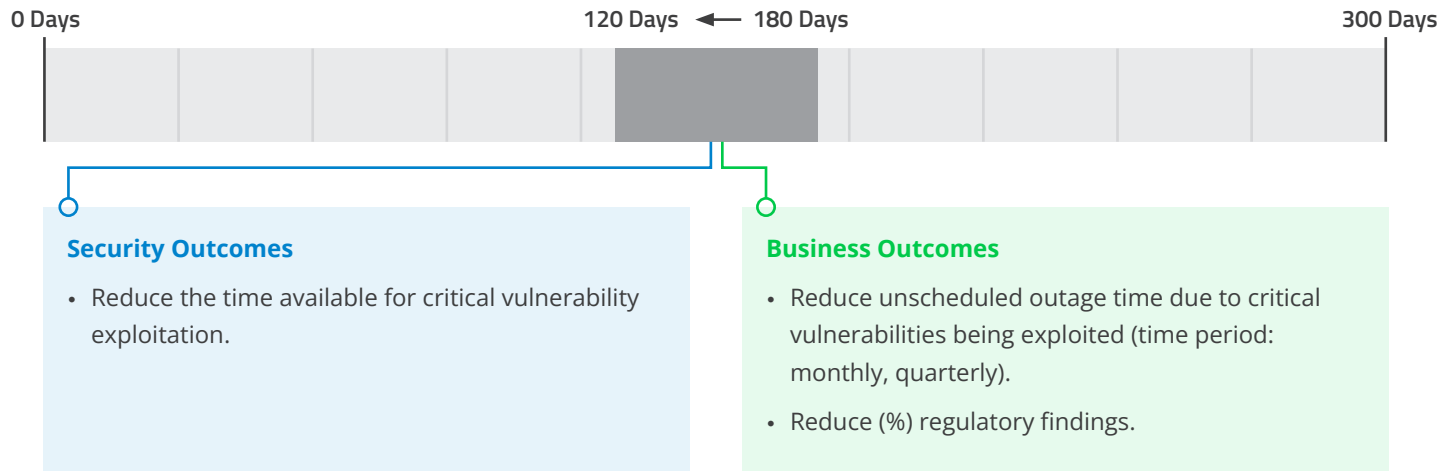 0 Days 120 Days ← 180 Days 300 Days
Security Outcomes
• Reduce the time available for critical vulnerability
exploitation.
Business Outcomes
• Reduce unscheduled outage time due to critical
vulnerabilities being exploited (time period:
monthly, quarterly).
• Reduce (%) regulatory findings.